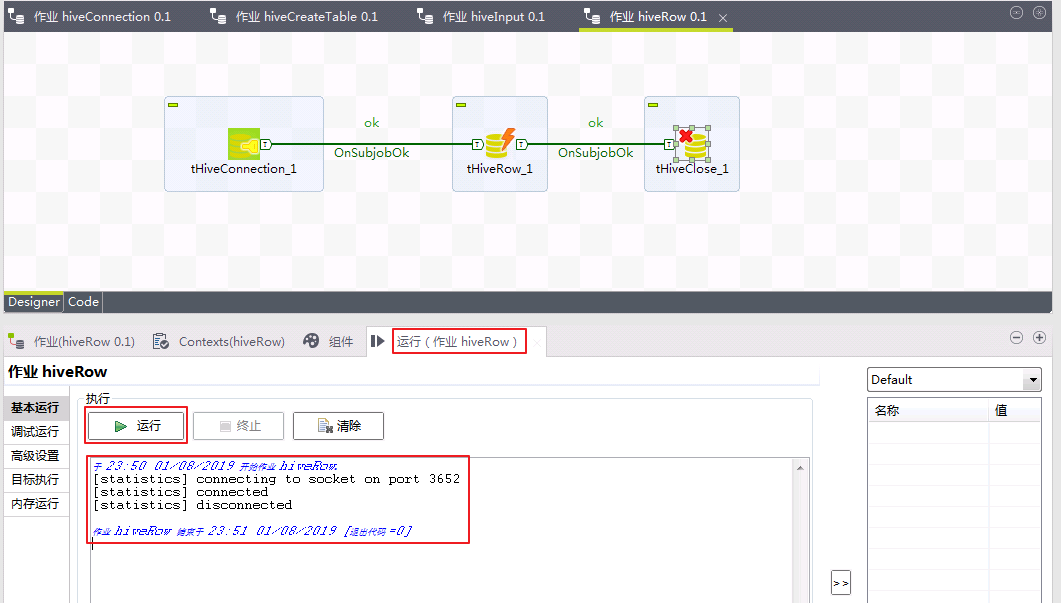 作业 hiveConnection 0.1 作业 hiveCreateTable 0.1 作业 hiveInput 0.1 作业 hiveRow 0.1
ok ok
OnSubjobOk OnSubjobOk
tHiveConnection_1 tHiveRow_1 tHiveClose_1
Designer Code
作业(hiveRow 0.1) Contexts(hiveRow) 组件 运行 ( 作业 hiveRow )
作业 hiveRow
Default
执行
基本运行
调试运行
高级设置
目标执行
内存运行
运行 终止 清除
名称 值
于 23:50 01/08/2019 开始作业 hiveRow
[statistics] connecting to socket on port 3652
[statistics] connected
[statistics] disconnected
作业 hiveRow 结束于 23:51 01/08/2019 [退出代码 =0]
>>